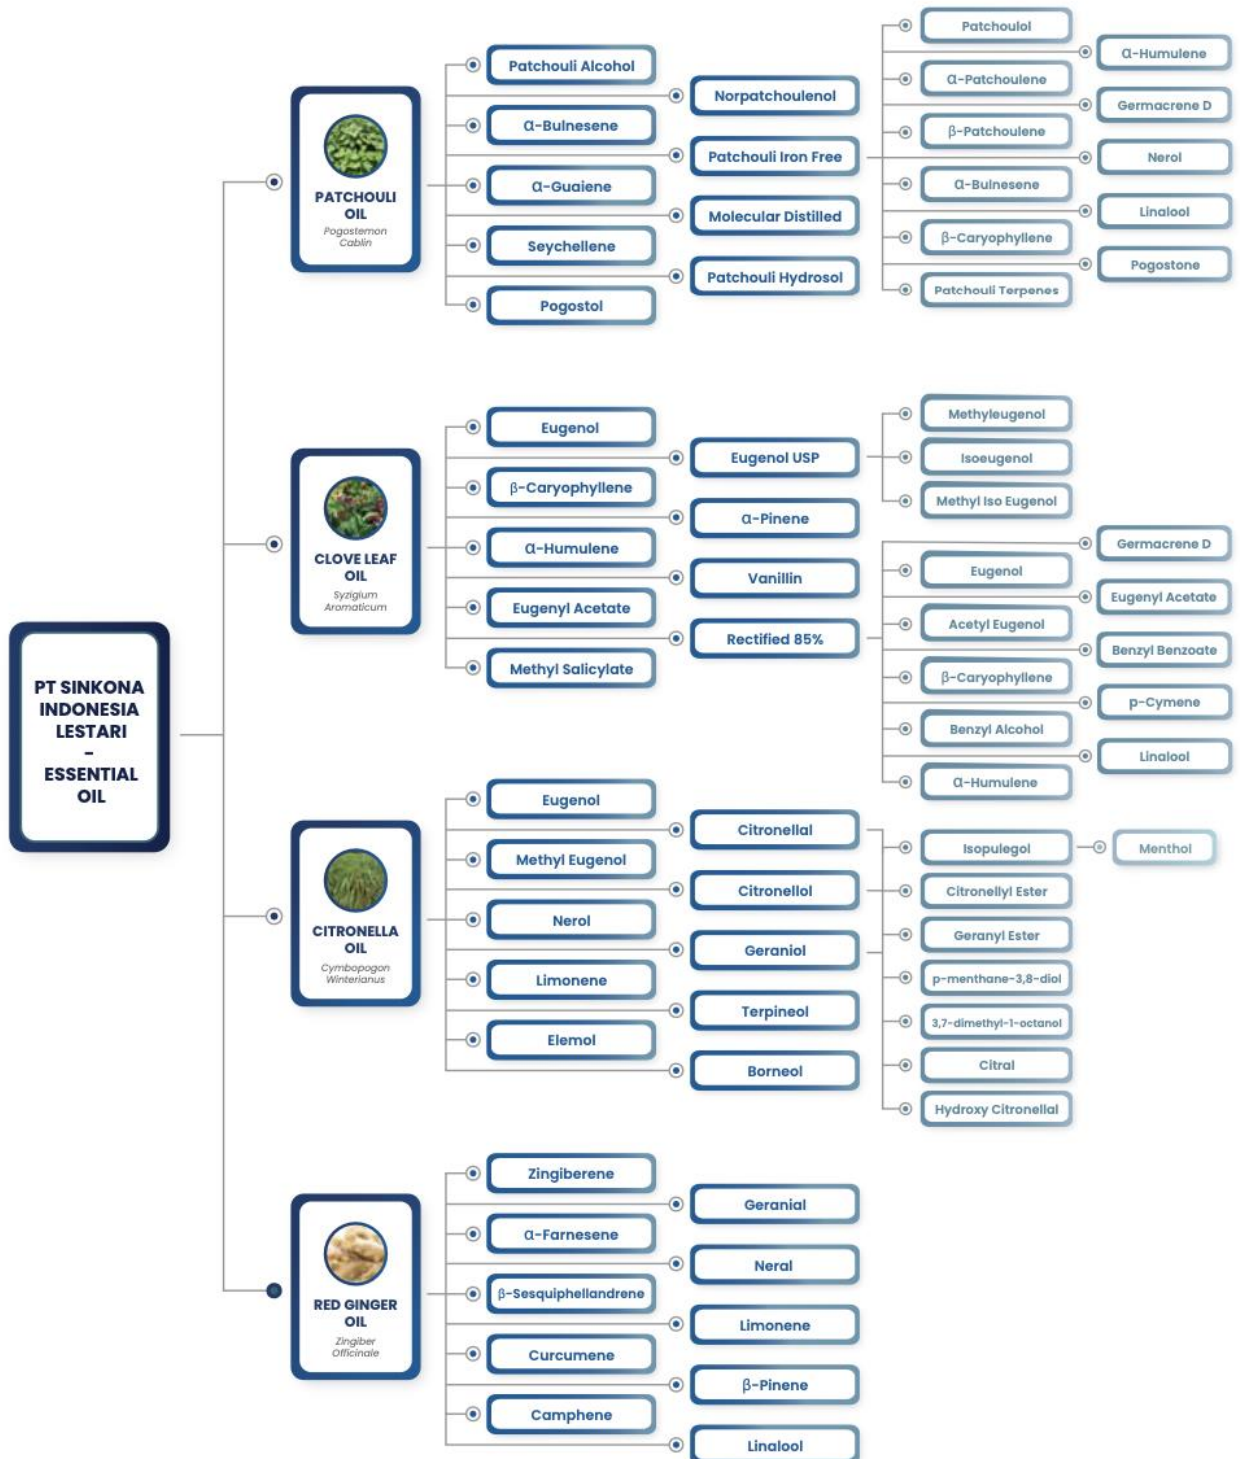 PT SINKONA
INDONESIA
LESTARI
-
ESSENTIAL
OIL
PATCHOULI
OIL
Pogostemon
Cablin
Patchouli Alcohol
Norpatchoulenol
α-Bulnesene
Patchouli Iron Free
α-Guaiene
Molecular Distilled
Seychellene
Patchouli Hydrosol
Pogostol
Patchoulol
α-Humulene
α-Patchoulene
Germacrene D
β-Patchoulene
Nerol
α-Bulnesene
Linalool
β-Caryophyllene
Pogostone
Patchouli Terpenes
CLOVE LEAF
OIL
Syzigium
Aromaticum
Eugenol
Eugenol USP
β-Caryophyllene
α-Pinene
α-Humulene
Vanillin
Eugenyl Acetate
Rectified 85%
Methyl Salicylate
Methyleugenol
Isoeugenol
Methyl Iso Eugenol
Germacrene D
Eugenol
Eugenyl Acetate
Acetyl Eugenol
Benzyl Benzoate
β-Caryophyllene
p-Cymene
Benzyl Alcohol
Linalool
α-Humulene
CITRONELLA
OIL
Cymbopogon
Winterianus
Eugenol
Citronellal
Methyl Eugenol
Citronellol
Nerol
Geraniol
Limonene
Terpineol
Elemol
Borneol
Isopulegol
Menthol
Citronellyl Ester
Geranyl Ester
p-menthane-3,8-diol
3,7-dimethyl-1-octanol
Citral
Hydroxy Citronellal
RED GINGER
OIL
Zingiber
Officinale
Zingiberene
Geranial
α-Farnesene
Neral
β-Sesquiphellandrene
Limonene
Curcumene
β-Pinene
Camphene
Linalool